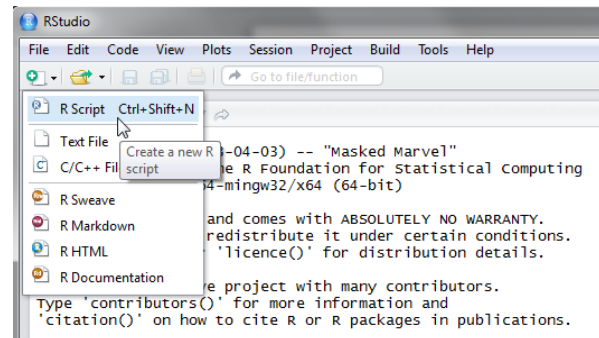 RStudio
File Edit Code View Plots Session Project Build Tools Help
Go to file/function
R Script Ctrl+Shift+N
Text File
C/C++ Fil
Create a new R
script
R Sweave
R Markdown
R HTML
R Documentation
-04-03) -- "Masked Marvel"
e R Foundation for Statistical Computing
4-mingw32/x64 (64-bit)
and comes with ABSOLUTELY NO WARRANTY.
redistribute it under certain conditions.
'licence()' for distribution details.
e project with many contributors.
Type 'contributors()' for more information and
'citation()' on how to cite R or R packages in publications.